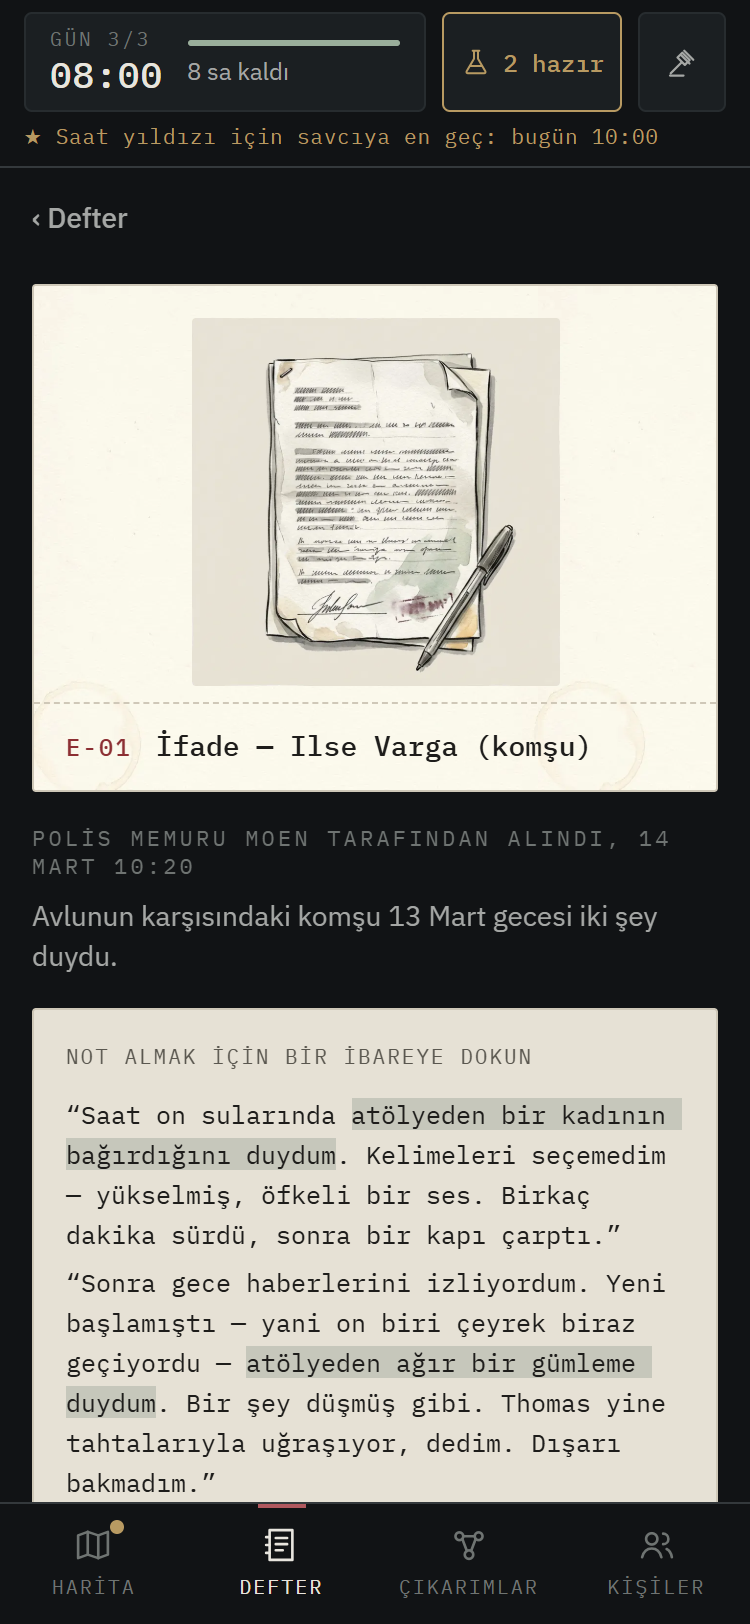 GÜN 3/3
08:00
8 sa kaldı
2 hazır
★ Saat yıldızı için savcıya en geç: bugün 10:00
‹ Defter
E-01 İfade — Ilse Varga (komşu)
POLİS MEMURU MOEN TARAFINDAN ALINDI, 14
MART 10:20
Avlunun karşısındaki komşu 13 Mart gecesi iki şey
duydu.
NOT ALMAK İÇİN BİR İBAREYE DOKUN
“Saat on sularında atölyeden bir kadının
bağırdığını duydum. Kelimeleri seçemedim
— yükselmiş, öfkeli bir ses. Birkaç
dakika sürdü, sonra bir kapı çarptı.”
“Sonra gece haberlerini izliyordum. Yeni
başlamıştı — yani on biri çeyrek biraz
geçiyordu — atölyeden ağır bir gümleme
duydum. Bir şey düşmüş gibi. Thomas yine
tahtalarıyla uğraşıyor, dedim. Dışarı
bakmadım.”
HARİTA
DEFTER
ÇIKARIMLAR
KİŞİLER